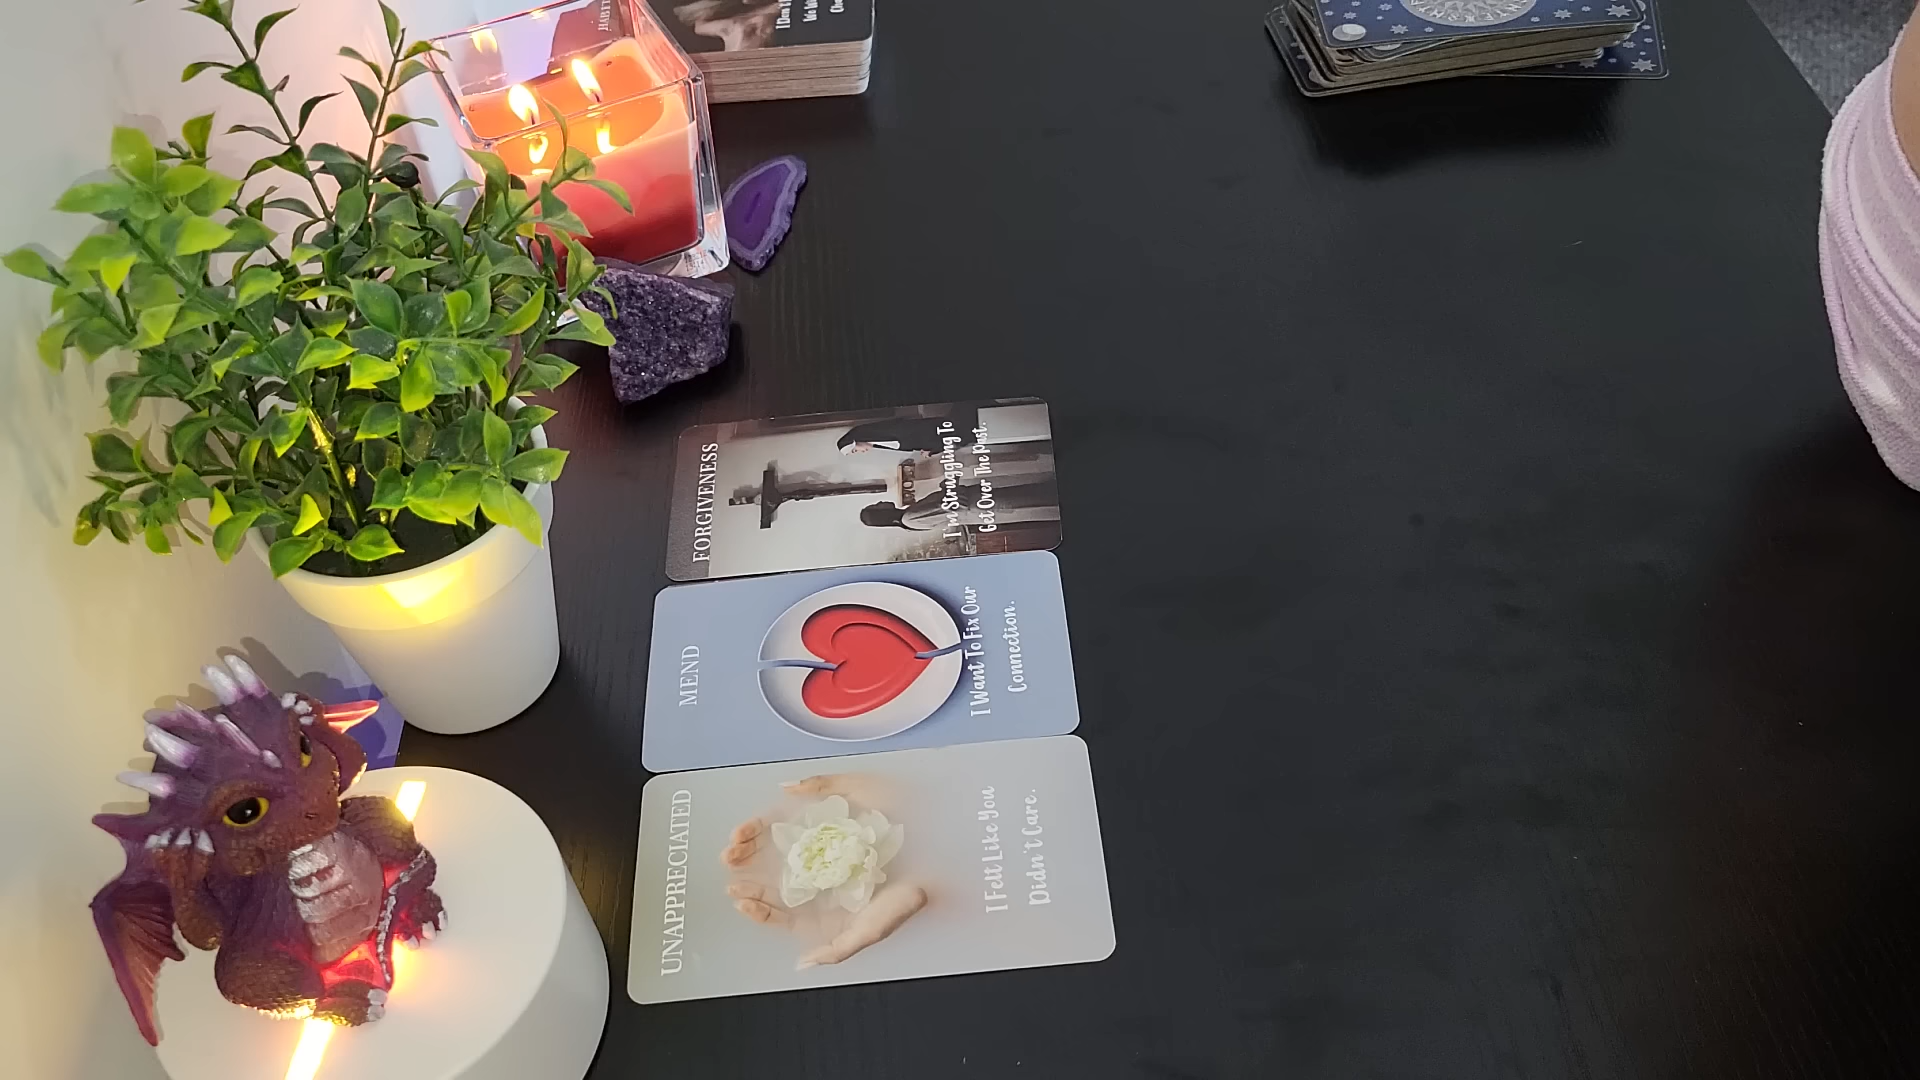 UNAPPRECIATED
I Felt Like You
Didn't Care.
MEND
I Want To Fix Our
Connection.
FORGIVENESS
I'm Struggling To
Get Over The Past.